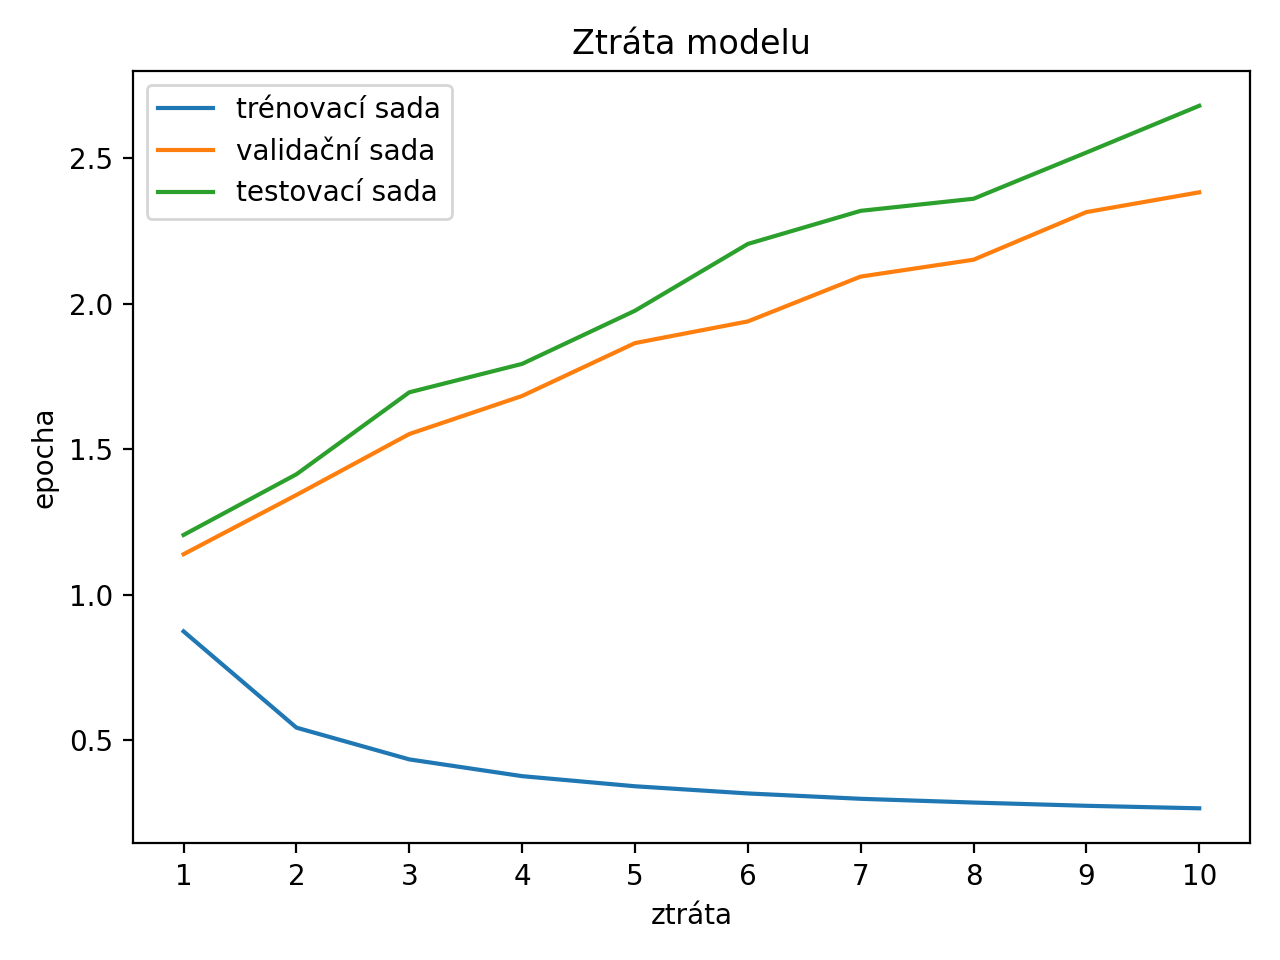 Ztráta modelu
trénovací sada
validační sada
testovací sada
2.5
2.0
1.5
1.0
0.5
epocha
1 2 3 4 5 6 7 8 9 10
ztráta